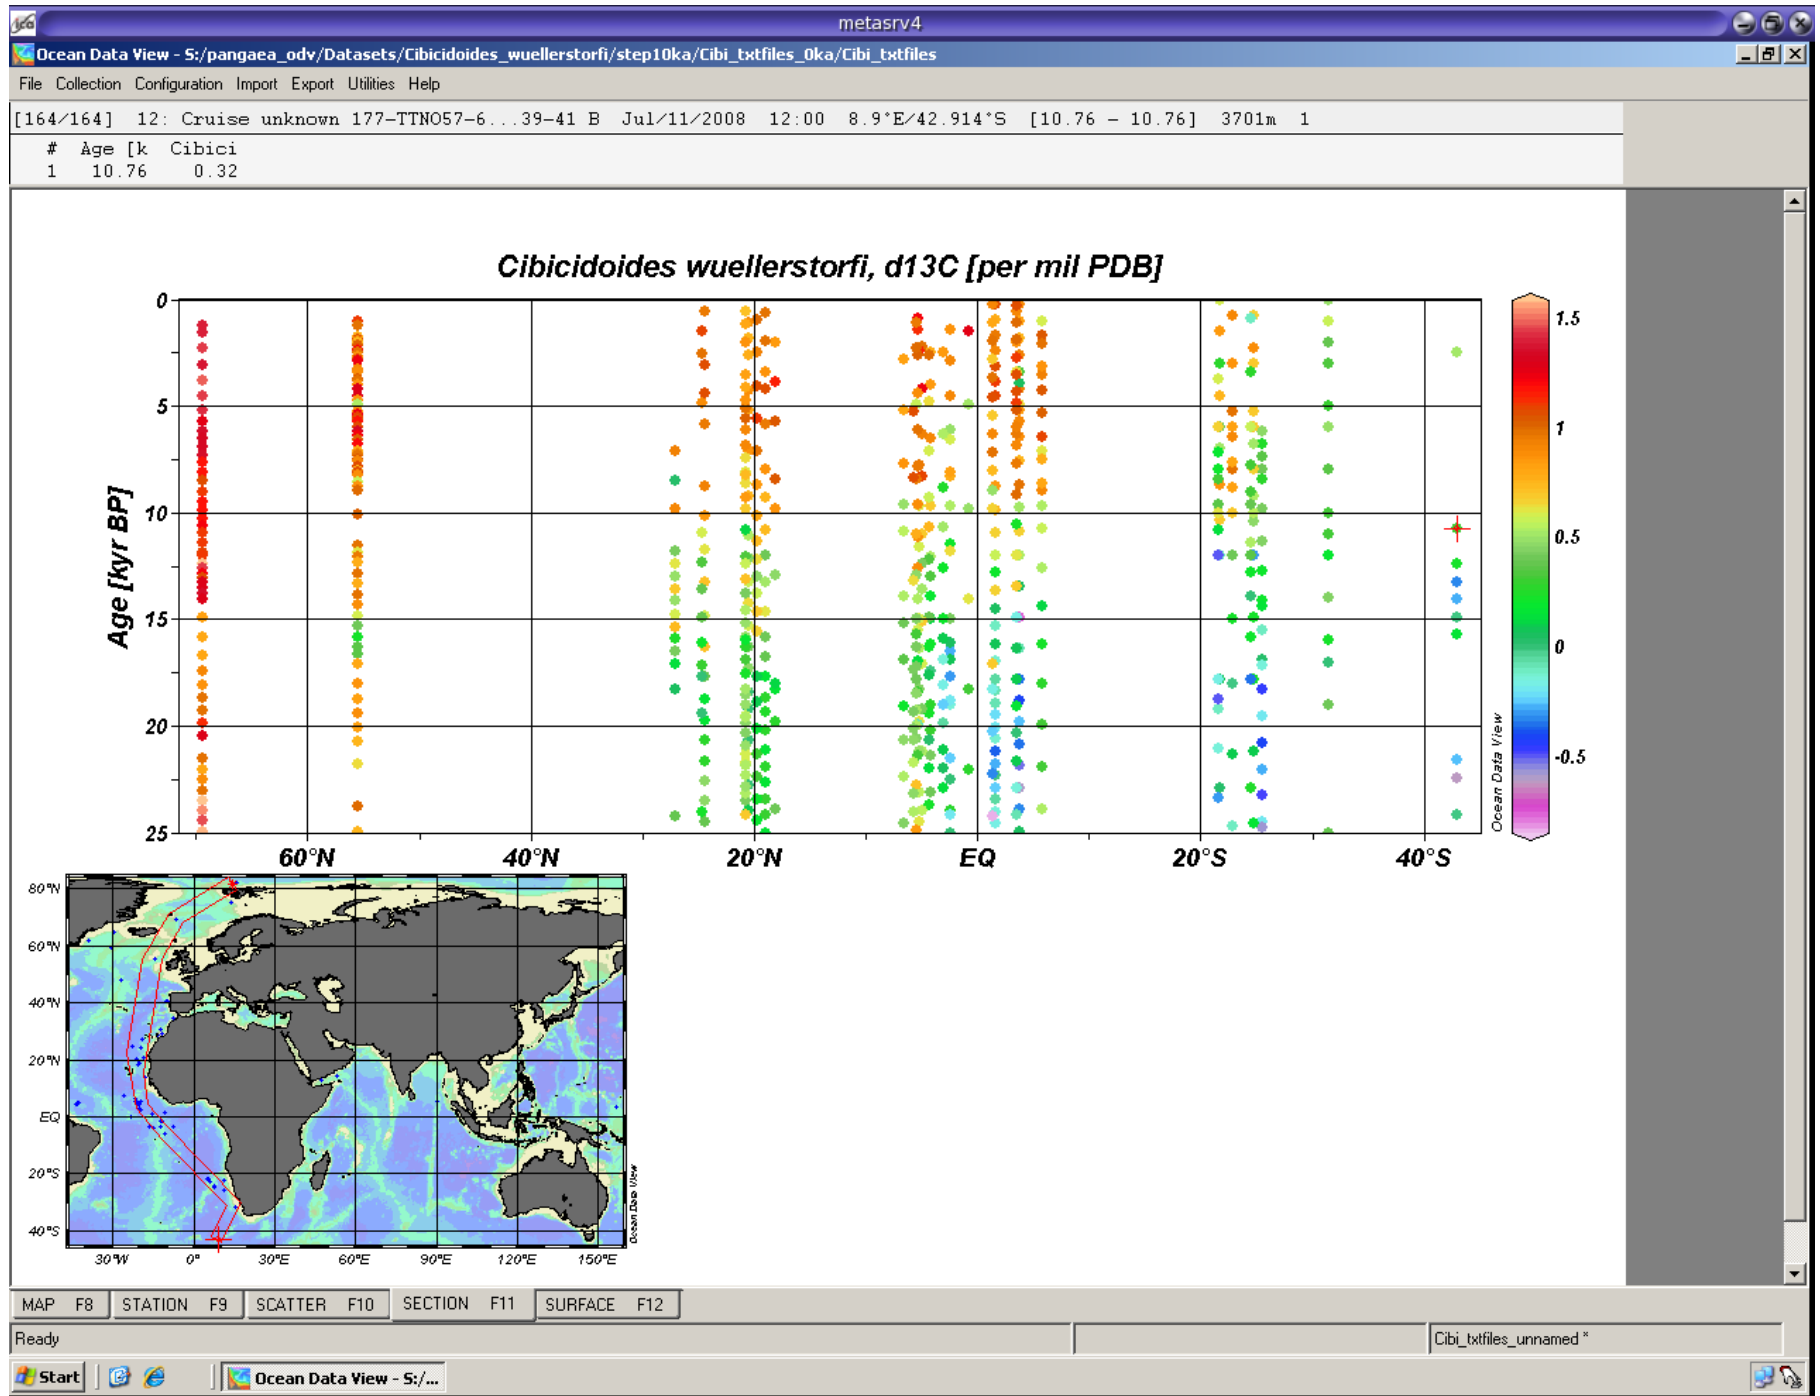 metasrv4
Ocean Data View - S:/pangaea_odv/Datasets/Cibicidoides_wuellerstorfi/step10ka/Cibi_txtfiles_0ka/Cibi_txtfiles
File Collection Configuration Import Export Utilities Help
[164/164] 12: Cruise unknown 177-TTNO57-6...39-41 B Jul/11/2008 12:00 8.9°E/42.914°S [10.76 - 10.76] 3701m 1
# Age [k Cibici
1 10.76 0.32
Cibicidoides wuellerstorfi, d13C [per mil PDB]
Age [kyr BP]
0
5
10
15
20
25
60°N 40°N 20°N EQ 20°S 40°S
1.5
1
0.5
0
-0.5
Ocean Data View
80°N
60°N
40°N
20°N
EQ
20°S
40°S
30°W 0° 30°E 60°E 90°E 120°E 150°E
Ocean Data View
MAP F8 STATION F9 SCATTER F10 SECTION F11 SURFACE F12
Ready Cibi_txtfiles_unnamed *
Start Ocean Data View - S:/...